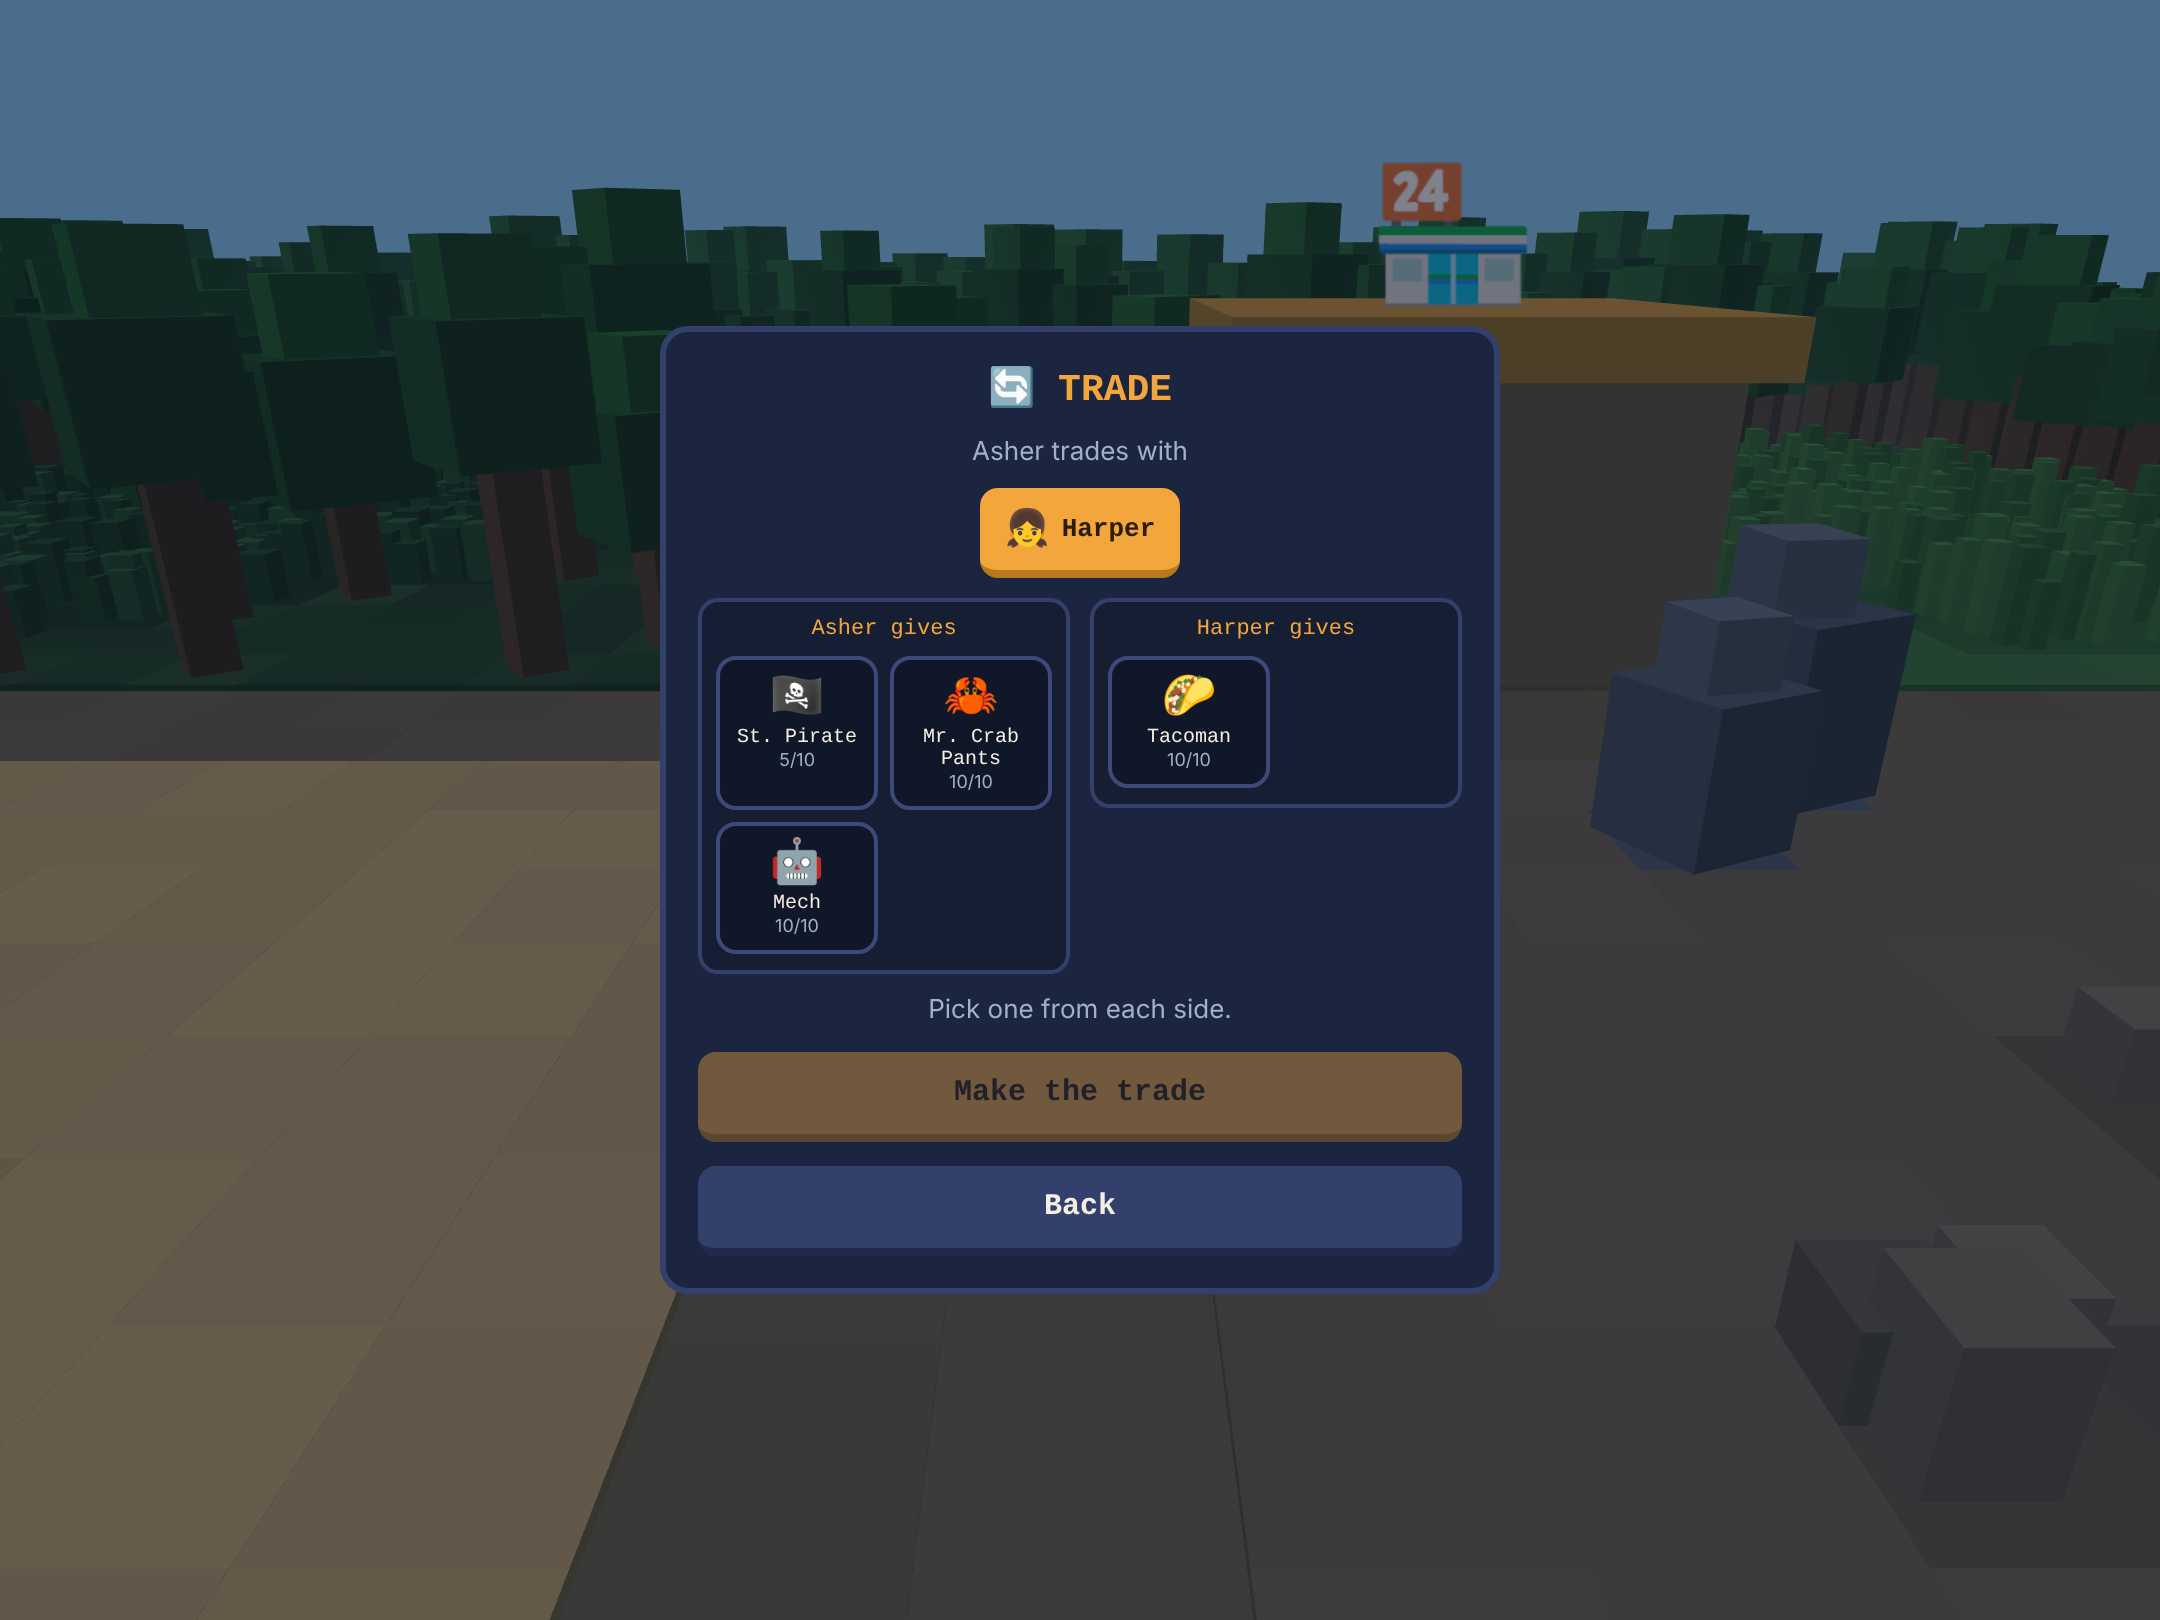 24
TRADE
Asher trades with
Harper
Asher gives
Harper gives
St. Pirate
5/10
Mr. Crab
Pants
10/10
Tacoman
10/10
Mech
10/10
Pick one from each side.
Make the trade
Back